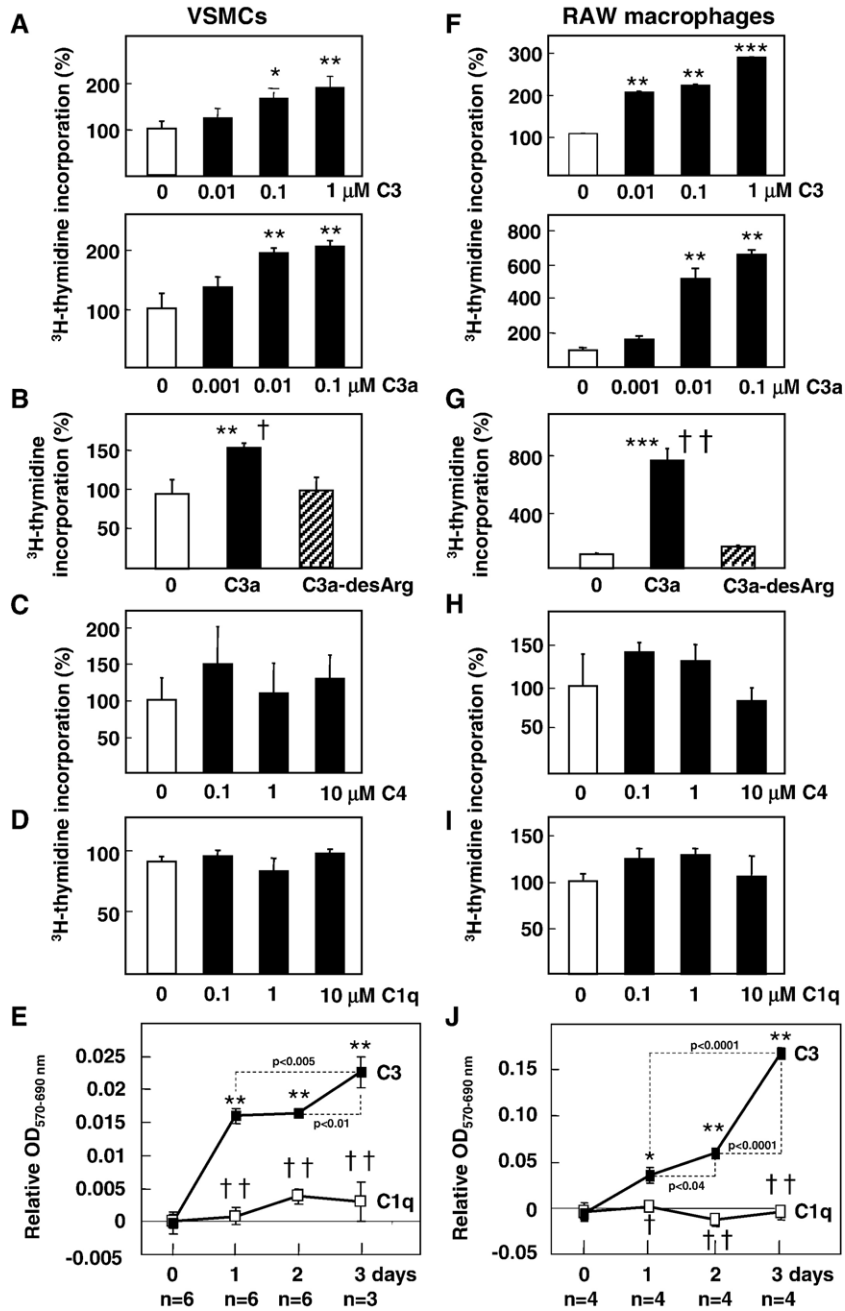 VSMCs
A
³H-thymidine incorporation (%)
200
100
*
**
0 0.01 0.1 1 μM C3
200
100
**
**
0 0.001 0.01 0.1 μM C3a
B
³H-thymidine
incorporation (%)
150
100
50
** †
0 C3a C3a-desArg
C
³H-thymidine incorporation (%)
200
150
100
50
0 0.1 1 10 μM C4
D
100
50
0 0.1 1 10 μM C1q
E
Relative OD570-690 nm
0.025
0.02
0.015
0.01
0.005
0
-0.005
p<0.005
**
C3
**
**
p<0.01
††
††
††
C1q
0 1 2 3 days
n=6 n=6 n=6 n=3
RAW macrophages
F
³H-thymidine incorporation (%)
300
200
100
**
**
***
0 0.01 0.1 1 μM C3
³H-thymidine incorporation (%)
800
600
400
200
**
**
0 0.001 0.01 0.1 μM C3a
G
³H-thymidine
incorporation (%)
800
400
*** ††
0 C3a C3a-desArg
H
³H-thymidine incorporation (%)
150
100
50
0 0.1 1 10 μM C4
I
150
100
50
0 0.1 1 10 μM C1q
J
Relative OD570-690 nm
0.15
0.10
0.05
0
-0.05
p<0.0001
**
C3
**
*
p<0.0001
p<0.04
††
C1q
†
††
0 1 2 3 days
n=4 n=4 n=4 n=4